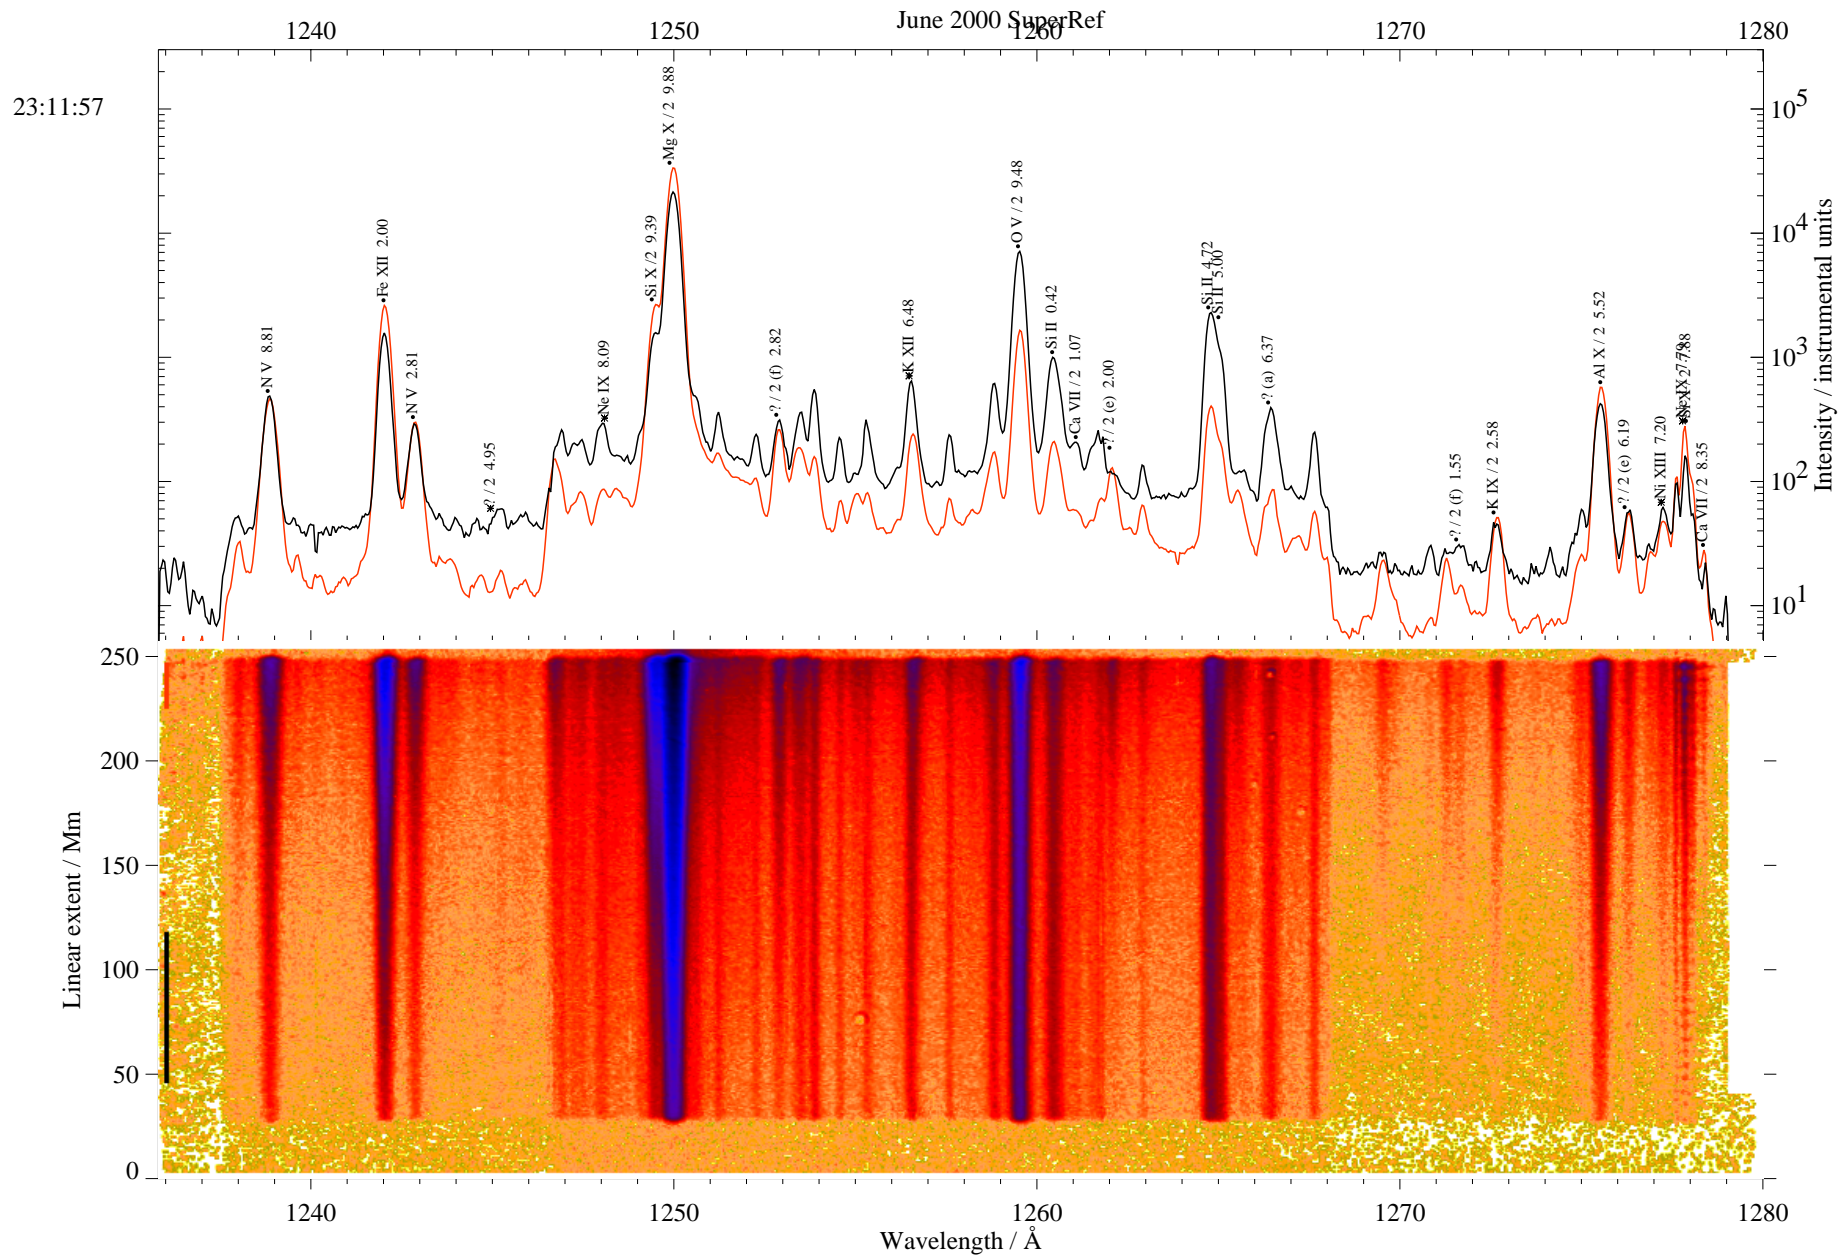 June 2000 SuperRef
1240 1250 1260 1270 1280
23:11:57
N V 8.81
Fe XII 2.00
N V 2.81
? / 2 4.95
Ne IX 8.09
Si X /2 9.39
Mg X / 2 9.88
? / 2 (f) 2.82
K XII 6.48
O V / 2 9.48
Si II 0.42
Ca VII / 2 1.07
? / 2 (e) 2.00
Si II 4.72
Si II 5.00
? (a) 6.37
? / 2 (f) 1.55
K IX / 2 2.58
Al X / 2 5.52
? / 2 (e) 6.19
Ni XIII 7.20
Ca VII / 2 8.35
10^5
10^4
10^3
10^2
10^1
Intensity / instrumental units
250
200
150
100
50
0
Linear extent / Mm
1240 1250 1260 1270 1280
Wavelength / Å